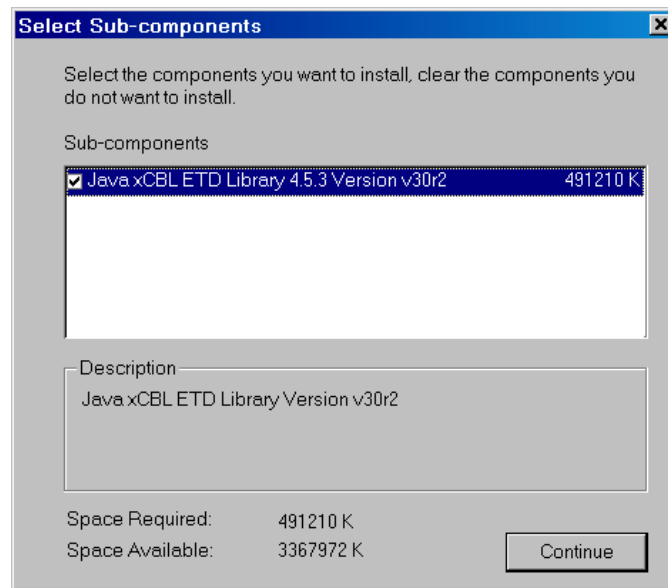 Select Sub-components
Select the components you want to install, clear the components you
do not want to install.
Sub-components
Java xCBL ETD Library 4.5.3 Version v30r2 491210 K
Description
Java xCBL ETD Library Version v30r2
Space Required: 491210 K
Space Available: 3367972 K
Continue